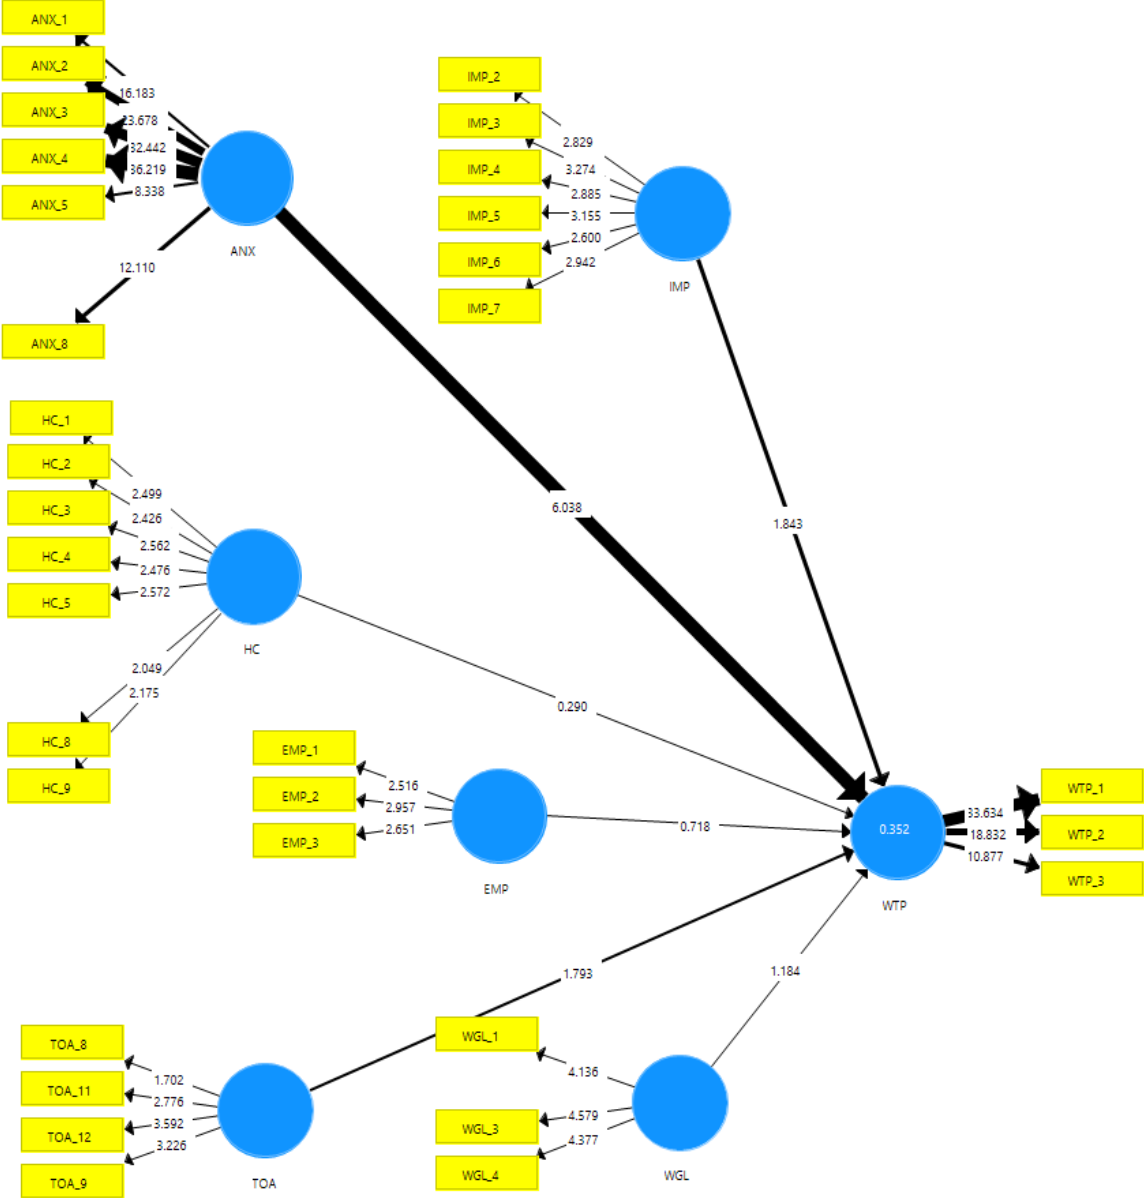 ANX_1
ANX_2
ANX_3
ANX_4
ANX_5
16.183
23.678
32.442
36.219
8.338
ANX
12.110
ANX_8
IMP_2
IMP_3
IMP_4
IMP_5
IMP_6
IMP_7
2.829
3.274
2.885
3.155
2.600
2.942
IMP
6.038
1.843
HC_1
HC_2
HC_3
HC_4
HC_5
2.499
2.426
2.562
2.476
2.572
HC
2.049
2.175
HC_8
HC_9
0.290
EMP_1
EMP_2
EMP_3
2.516
2.957
2.651
EMP
0.718
0.352
WTP
33.634
18.832
10.877
WTP_1
WTP_2
WTP_3
1.793
1.184
TOA_8
TOA_11
TOA_12
TOA_9
1.702
2.776
3.592
3.226
TOA
WGL_1
WGL_3
WGL_4
4.136
4.579
4.377
WGL